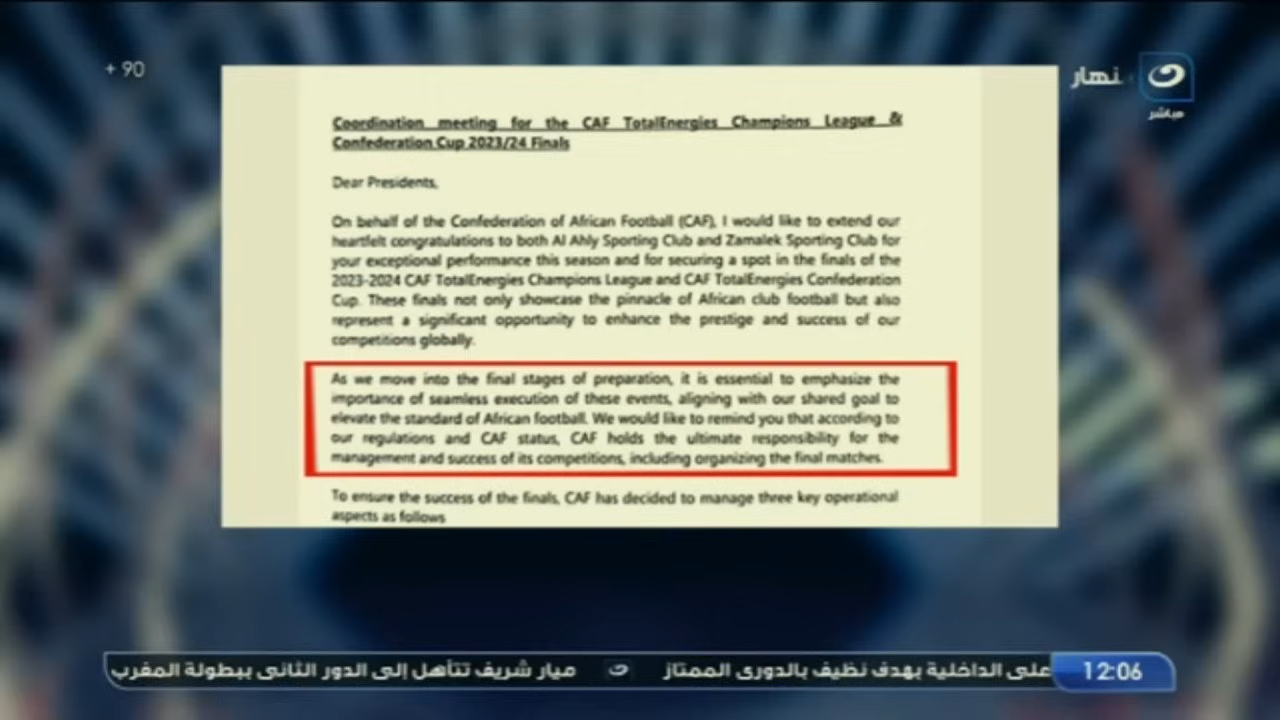 + 90
نهار
مباشر
Coordination meeting for the CAF TotalEnergies Champions League &
Confederation Cup 2023/24 Finals
Dear Presidents,
On behalf of the Confederation of African Football (CAF), I would like to extend our
heartfelt congratulations to both Al Ahly Sporting Club and Zamalek Sporting Club for
your exceptional performance this season and for securing a spot in the finals of the
2023-2024 CAF TotalEnergies Champions League and CAF TotalEnergies Confederation
Cup. These finals not only showcase the pinnacle of African club football but also
represent a significant opportunity to enhance the prestige and success of our
competitions globally.
As we move into the final stages of preparation, it is essential to emphasize the
importance of seamless execution of these events, aligning with our shared goal to
elevate the standard of African football. We would like to remind you that according to
our regulations and CAF status, CAF holds the ultimate responsibility for the
management and success of its competitions, including organizing the final matches.
To ensure the success of the finals, CAF has decided to manage three key operational
aspects as follows
على الداخلية بهدف نظيف بالدورى الممتاز ميار شريف تتأهل إلى الدور الثانى ببطولة المغرب
12:06